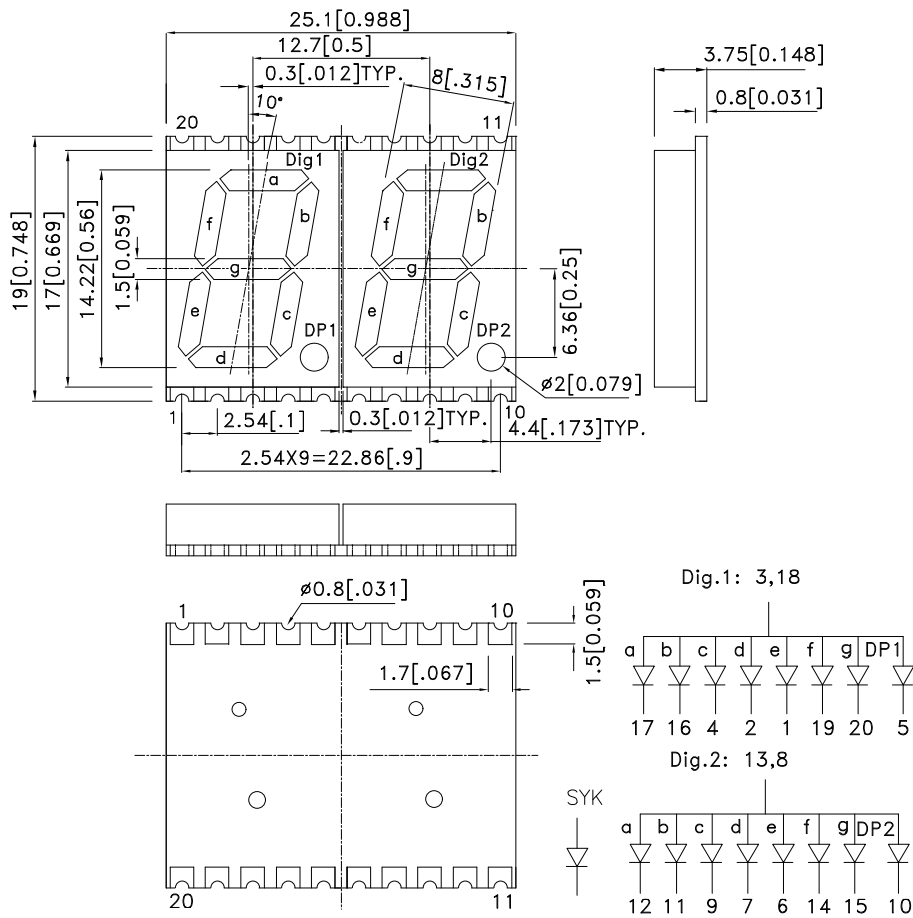 25.1[0.988]
12.7[0.5]
3.75[0.148]
0.3[.012]TYP.
8[.315]
0.8[0.031]
10°
20
11
Dig1
Dig2
a
f
b
g
e
c
d
DP1
f
b
g
e
c
d
DP2
19[0.748]
17[0.669]
14.22[0.56]
1.5[0.059]
6.36[0.25]
ø2[0.079]
1
10
2.54[.1]
0.3[.012]TYP.
4.4[.173]TYP.
2.54X9=22.86[.9]
1
ø0.8[.031]
10
1.5[0.059]
1.7[.067]
20
11
Dig.1: 3,18
a b c d e f g DP1
17 16 4 2 1 19 20 5
Dig.2: 13,8
SYK
a b c d e f g DP2
12 11 9 7 6 14 15 10